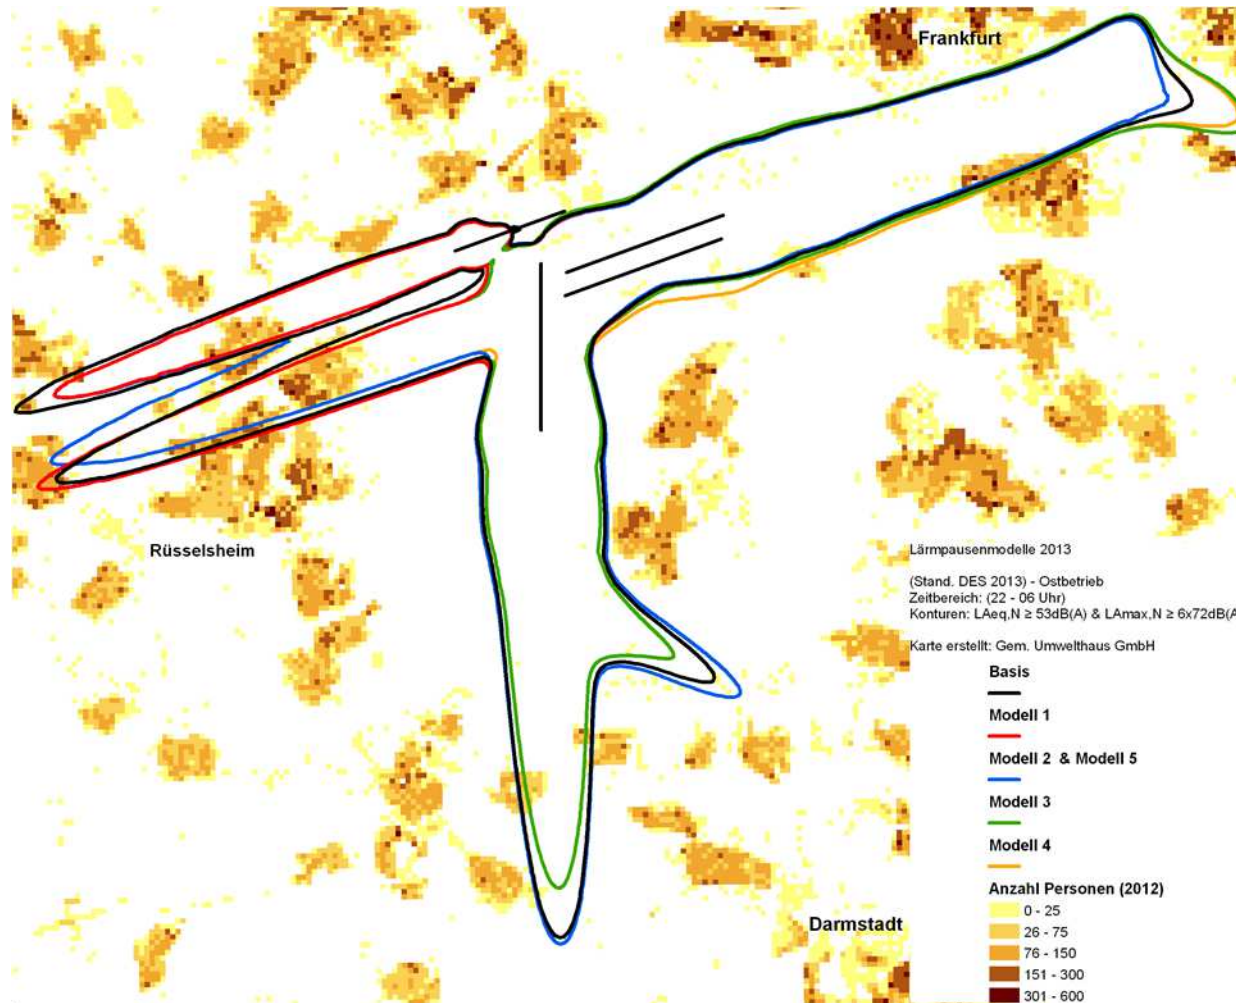 Frankfurt
Rüsselsheim
Lärmpausenmodelle 2013
(Stand. DES 2013) - Ostbetrieb
Zeitbereich: (22 - 06 Uhr)
Konturen: LAeq,N ≥ 53dB(A) & LAmax,N ≥ 6x72dB(A
Karte erstellt: Gem. Umwelthaus GmbH
Basis
Modell 1
Modell 2 & Modell 5
Modell 3
Modell 4
Anzahl Personen (2012)
0 - 25
26 - 75
76 - 150
151 - 300
301 - 600
Darmstadt